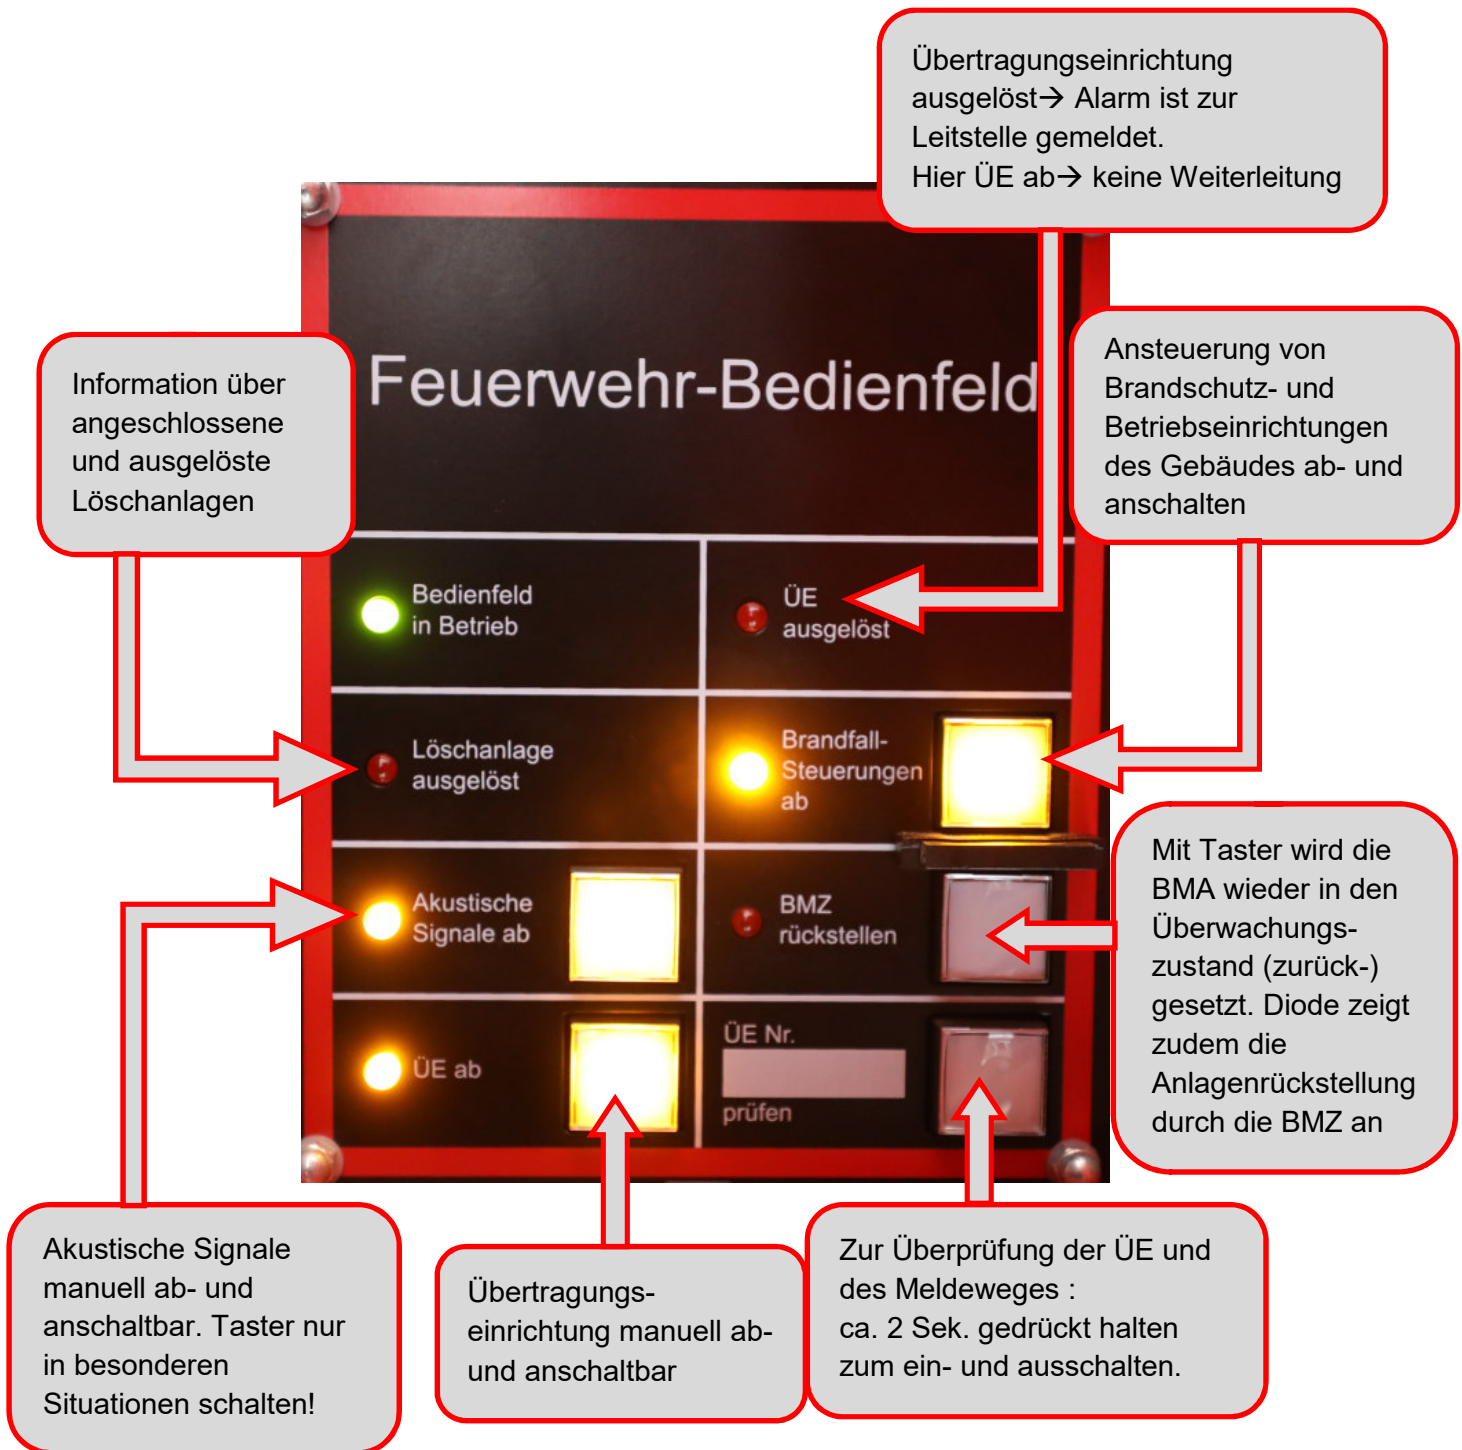 Übertragungseinrichtung
ausgelöst→ Alarm ist zur
Leitstelle gemeldet.
Hier ÜE ab→ keine Weiterleitung
Information über
angeschlossene
und ausgelöste
Löschanlagen
Feuerwehr-Bedienfeld
Ansteuerung von
Brandschutz- und
Betriebseinrichtungen
des Gebäudes ab- und
anschalten
Bedienfeld
in Betrieb
ÜE
ausgelöst
Löschanlage
ausgelöst
Brandfall-
Steuerungen
ab
Akustische
Signale ab
BMZ
rückstellen
Mit Taster wird die
BMA wieder in den
Überwachungs-
zustand (zurück-)
gesetzt. Diode zeigt
zudem die
Anlagenrückstellung
durch die BMZ an
ÜE ab
ÜE Nr.
prüfen
Akustische Signale
manuell ab- und
anschaltbar. Taster nur
in besonderen
Situationen schalten!
Übertragungs-
einrichtung manuell ab-
und anschaltbar
Zur Überprüfung der ÜE und
des Meldeweges :
ca. 2 Sek. gedrückt halten
zum ein- und ausschalten.